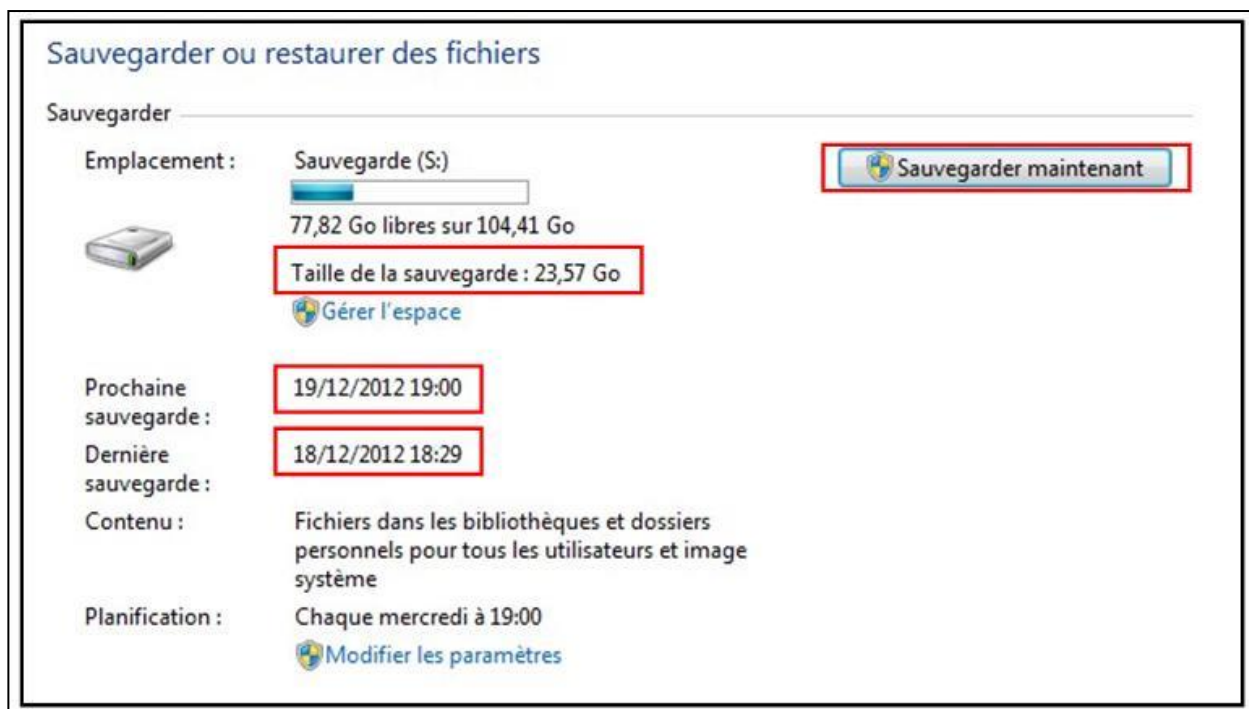 Sauvegarder ou restaurer des fichiers
Sauvegarder
Emplacement :
Sauvegarde (S:)
Sauvegarder maintenant
77,82 Go libres sur 104,41 Go
Taille de la sauvegarde : 23,57 Go
Gérer l'espace
Prochaine
sauvegarde :
19/12/2012 19:00
Dernière
sauvegarde :
18/12/2012 18:29
Contenu :
Fichiers dans les bibliothèques et dossiers
personnels pour tous les utilisateurs et image
système
Planification :
Chaque mercredi à 19:00
Modifier les paramètres